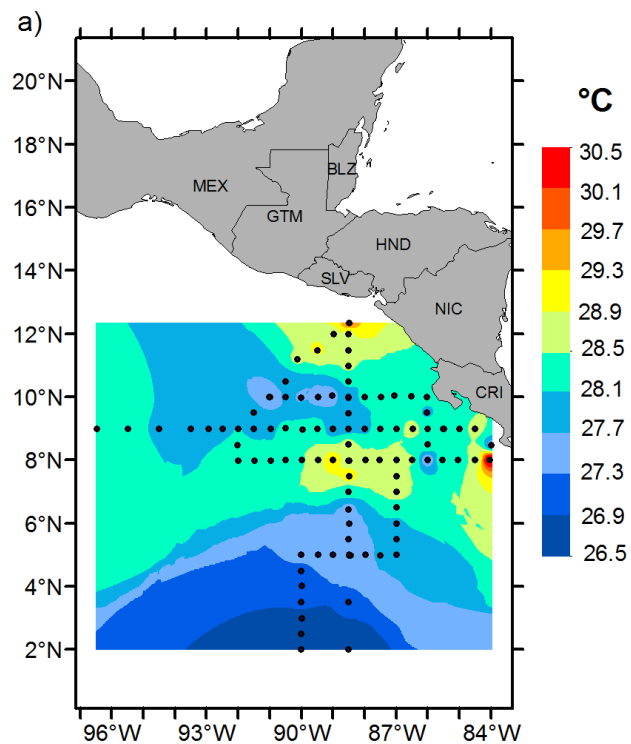 a)
20°N
18°N
16°N
14°N
12°N
10°N
8°N
6°N
4°N
2°N
MEX
BLZ
GTM
HND
SLV
NIC
CRI
96°W 93°W 90°W 87°W 84°W
°C
30.5
30.1
29.7
29.3
28.9
28.5
28.1
27.7
27.3
26.9
26.5